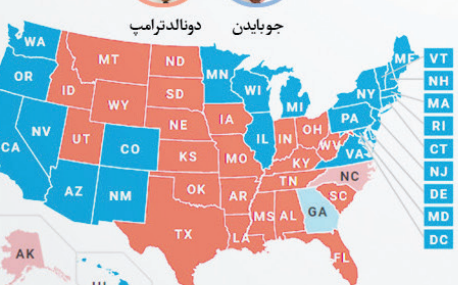 جوبایدن دونالدترامپ
WA
MT
ND
MN
ME
VT
OR
ID
SD
WI
MI
NY
NH
WY
MA
IA
PA
RI
NV
NE
IL
IN
OH
CT
UT
CO
WV
VA
NJ
CA
KS
MO
KY
DE
NC
AZ
NM
OK
AR
TN
SC
MD
MS
AL
GA
DC
TX
LA
AK
FL